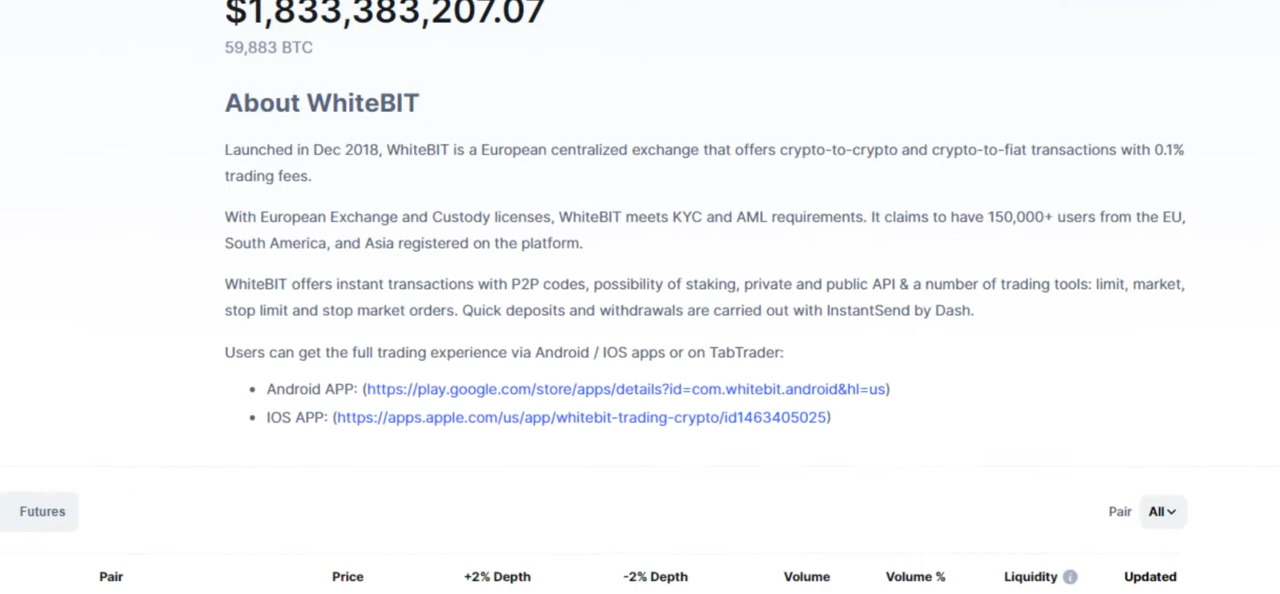 $1,833,383,207.07
59,883 BTC
About WhiteBIT
Launched in Dec 2018, WhiteBIT is a European centralized exchange that offers crypto-to-crypto and crypto-to-fiat transactions with 0.1%
trading fees.
With European Exchange and Custody licenses, WhiteBIT meets KYC and AML requirements. It claims to have 150,000+ users from the EU,
South America, and Asia registered on the platform.
WhiteBIT offers instant transactions with P2P codes, possibility of staking, private and public API & a number of trading tools: limit, market,
stop limit and stop market orders. Quick deposits and withdrawals are carried out with InstantSend by Dash.
Users can get the full trading experience via Android / IOS apps or on TabTrader:
• Android APP: (https://play.google.com/store/apps/details?id=com.whitebit.android&hl=us)
• IOS APP: (https://apps.apple.com/us/app/whitebit-trading-crypto/id1463405025)
Futures Pair All
Pair Price +2% Depth -2% Depth Volume Volume % Liquidity i Updated